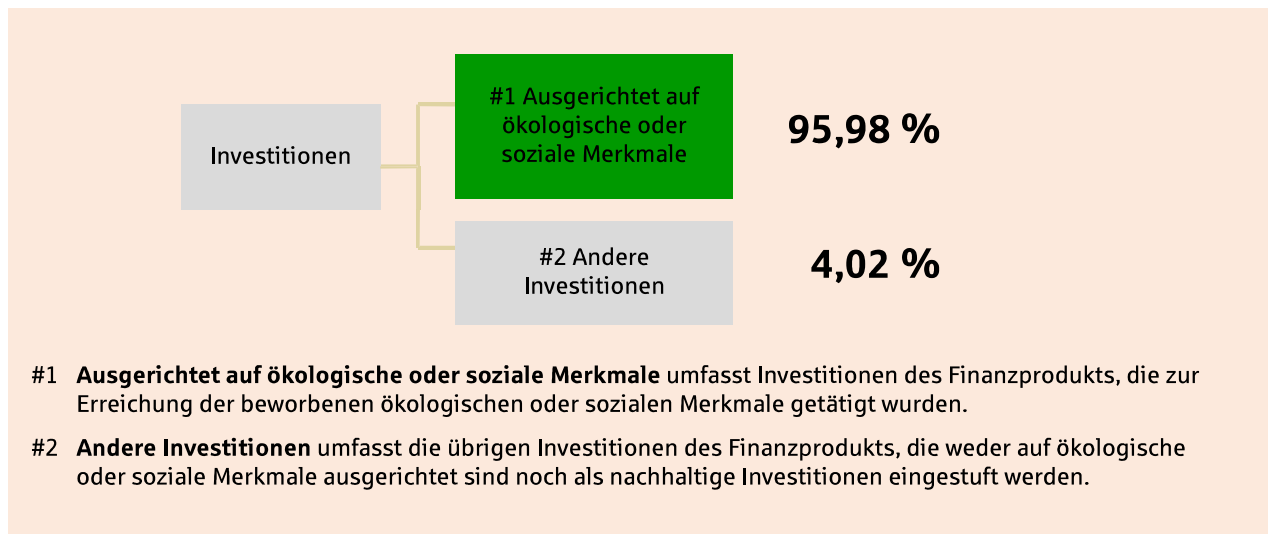 Investitionen
#1 Ausgerichtet auf
ökologische oder
soziale Merkmale
95,98 %
#2 Andere
Investitionen
4,02 %
#1 Ausgerichtet auf ökologische oder soziale Merkmale umfasst Investitionen des Finanzprodukts, die zur
Erreichung der beworbenen ökologischen oder sozialen Merkmale getätigt wurden.
#2 Andere Investitionen umfasst die übrigen Investitionen des Finanzprodukts, die weder auf ökologische
oder soziale Merkmale ausgerichtet sind noch als nachhaltige Investitionen eingestuft werden.